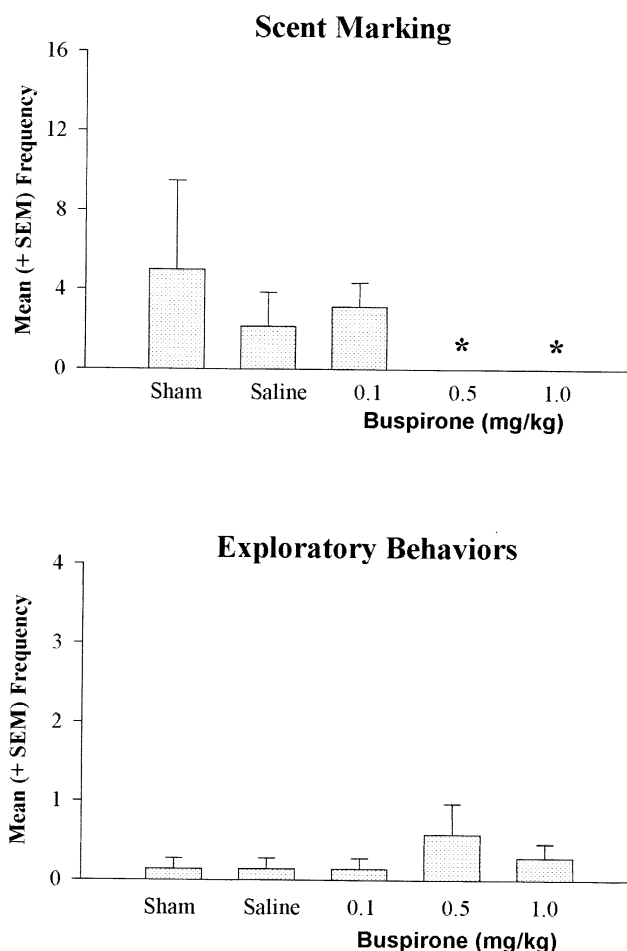 Scent Marking
16
12
8
4
0
Mean (+ SEM) Frequency
* *
Sham Saline 0.1 0.5 1.0
Buspirone (mg/kg)
Exploratory Behaviors
4
3
2
1
0
Mean (+ SEM) Frequency
Sham Saline 0.1 0.5 1.0
Buspirone (mg/kg)